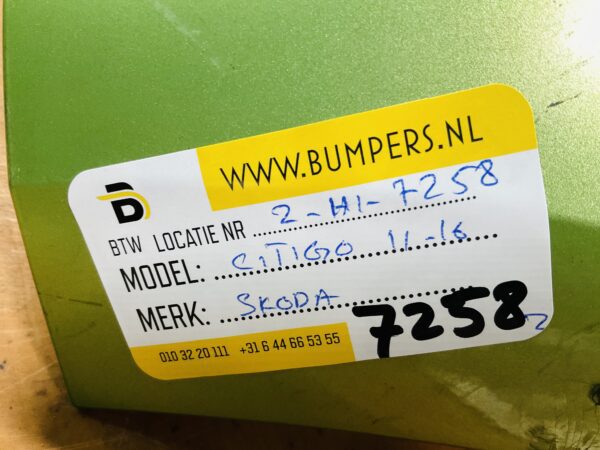 WWW.BUMPERS.NL
B
BTW LOCATIE NR 2-H1-7258
MODEL: CITIGO 11-16
MERK: SKODA
7258
010 32 20 111 +31 6 44 66 53 55